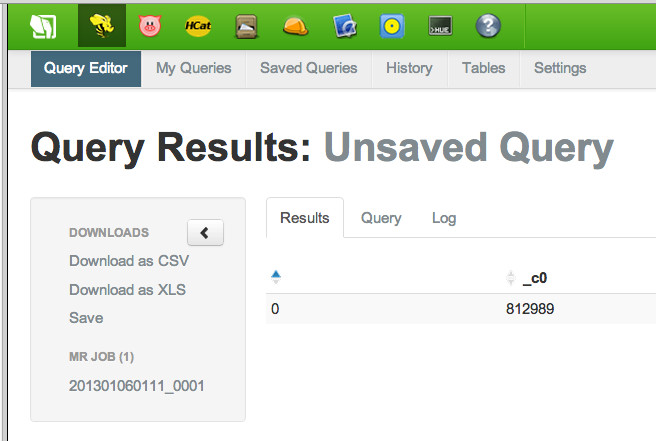 HCat
>HUE
?
Query Editor My Queries Saved Queries History Tables Settings
Query Results: Unsaved Query
DOWNLOADS
Download as CSV
Download as XLS
Save
MR JOB (1)
201301060111_0001
Results Query Log
_c0
0 812989